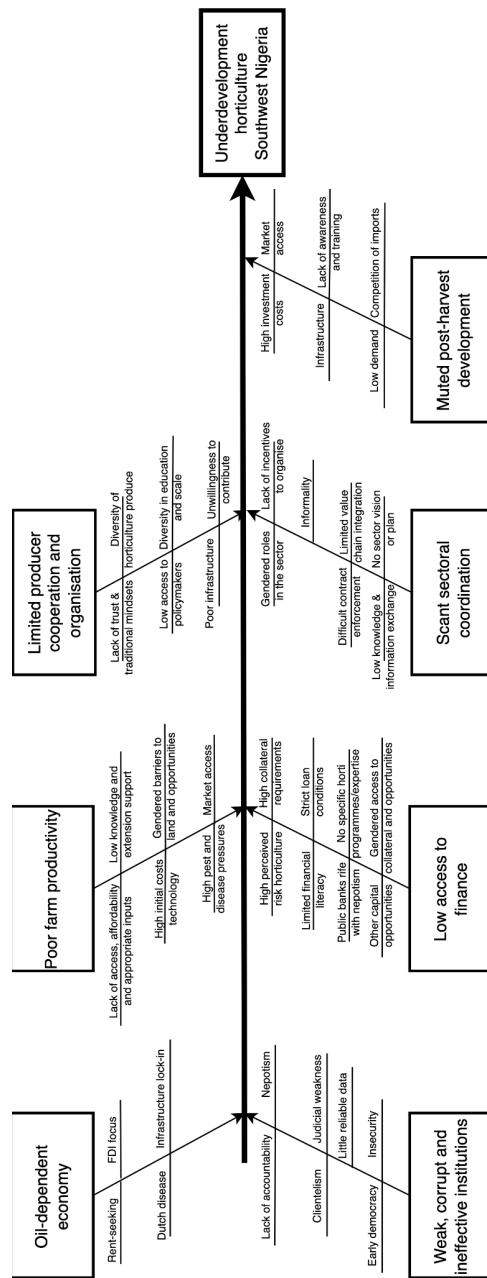 Oil-dependent
economy
Rent-seeking
FDI focus
Dutch disease
Infrastructure lock-in
Poor farm productivity
Lack of access, affordability
and appropriate inputs
Low knowledge and
extension support
High initial costs
technology
Gendered barriers to
land and opportunities
High pest and
disease pressures
Market access
Limited producer
cooperation and
organisation
Lack of trust &
traditional mindsets
Diversity of
horticulture produce
Low access to
policymakers
Diversity in education
and scale
Poor infrastructure
Unwillingness to
contribute
Underdevelopment
horticulture
Southwest Nigeria
Lack of accountability
Nepotism
Clientelism
Judicial weakness
Little reliable data
Early democracy
Insecurity
Weak, corrupt and
ineffective institutions
High perceived
risk horticulture
High collateral
requirements
Limited financial
literacy
Strict loan
conditions
Public banks rife
with nepotism
No specific horti
programmes/expertise
Other capital
opportunities
Gendered access to
collateral and opportunities
Low access to
finance
Gendered roles
in the sector
Lack of incentives
to organise
Informality
Difficult contract
enforcement
Limited value
chain integration
Low knowledge &
information exchange
No sector vision
or plan
Scant sectoral
coordination
High investment
costs
Market
access
Infrastructure
Lack of awareness
and training
Low demand
Competition of imports
Muted post-harvest
development